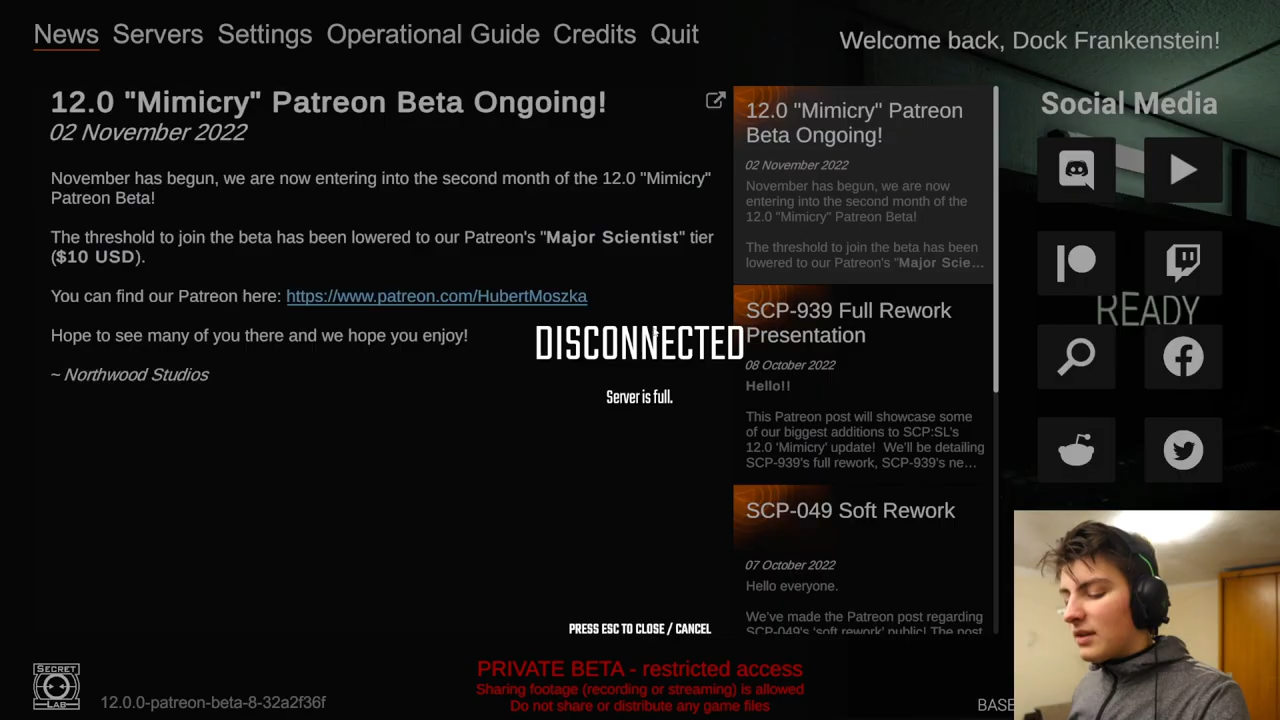 News Servers Settings Operational Guide Credits Quit
Welcome back, Dock Frankenstein!
12.0 "Mimicry" Patreon Beta Ongoing!
02 November 2022
November has begun, we are now entering into the second month of the 12.0 "Mimicry"
Patreon Beta!
The threshold to join the beta has been lowered to our Patreon's "Major Scientist" tier
($10 USD).
You can find our Patreon here: https://www.patreon.com/HubertMoszka
Hope to see many of you there and we hope you enjoy!
~ Northwood Studios
DISCONNECTED
Server is full.
PRESS ESC TO CLOSE / CANCEL
12.0 "Mimicry" Patreon
Beta Ongoing!
02 November 2022
November has begun, we are now
entering into the second month of the
12.0 "Mimicry" Patreon Beta!
The threshold to join the beta has been
lowered to our Patreon's "Major Scie...
SCP-939 Full Rework
Presentation
08 October 2022
Hello!!
This Patreon post will showcase some
of our biggest additions to SCP:SL's
12.0 'Mimicry' update! We'll be detailing
SCP-939's full rework, SCP-939's ne...
SCP-049 Soft Rework
07 October 2022
Hello everyone.
We've made the Patreon post regarding
SCP-049's 'soft rework' public! The post
Social Media
READY
SECRET
LAB
12.0.0-patreon-beta-8-32a2f36f
PRIVATE BETA - restricted access
Sharing footage (recording or streaming) is allowed
Do not share or distribute any game files
BASE